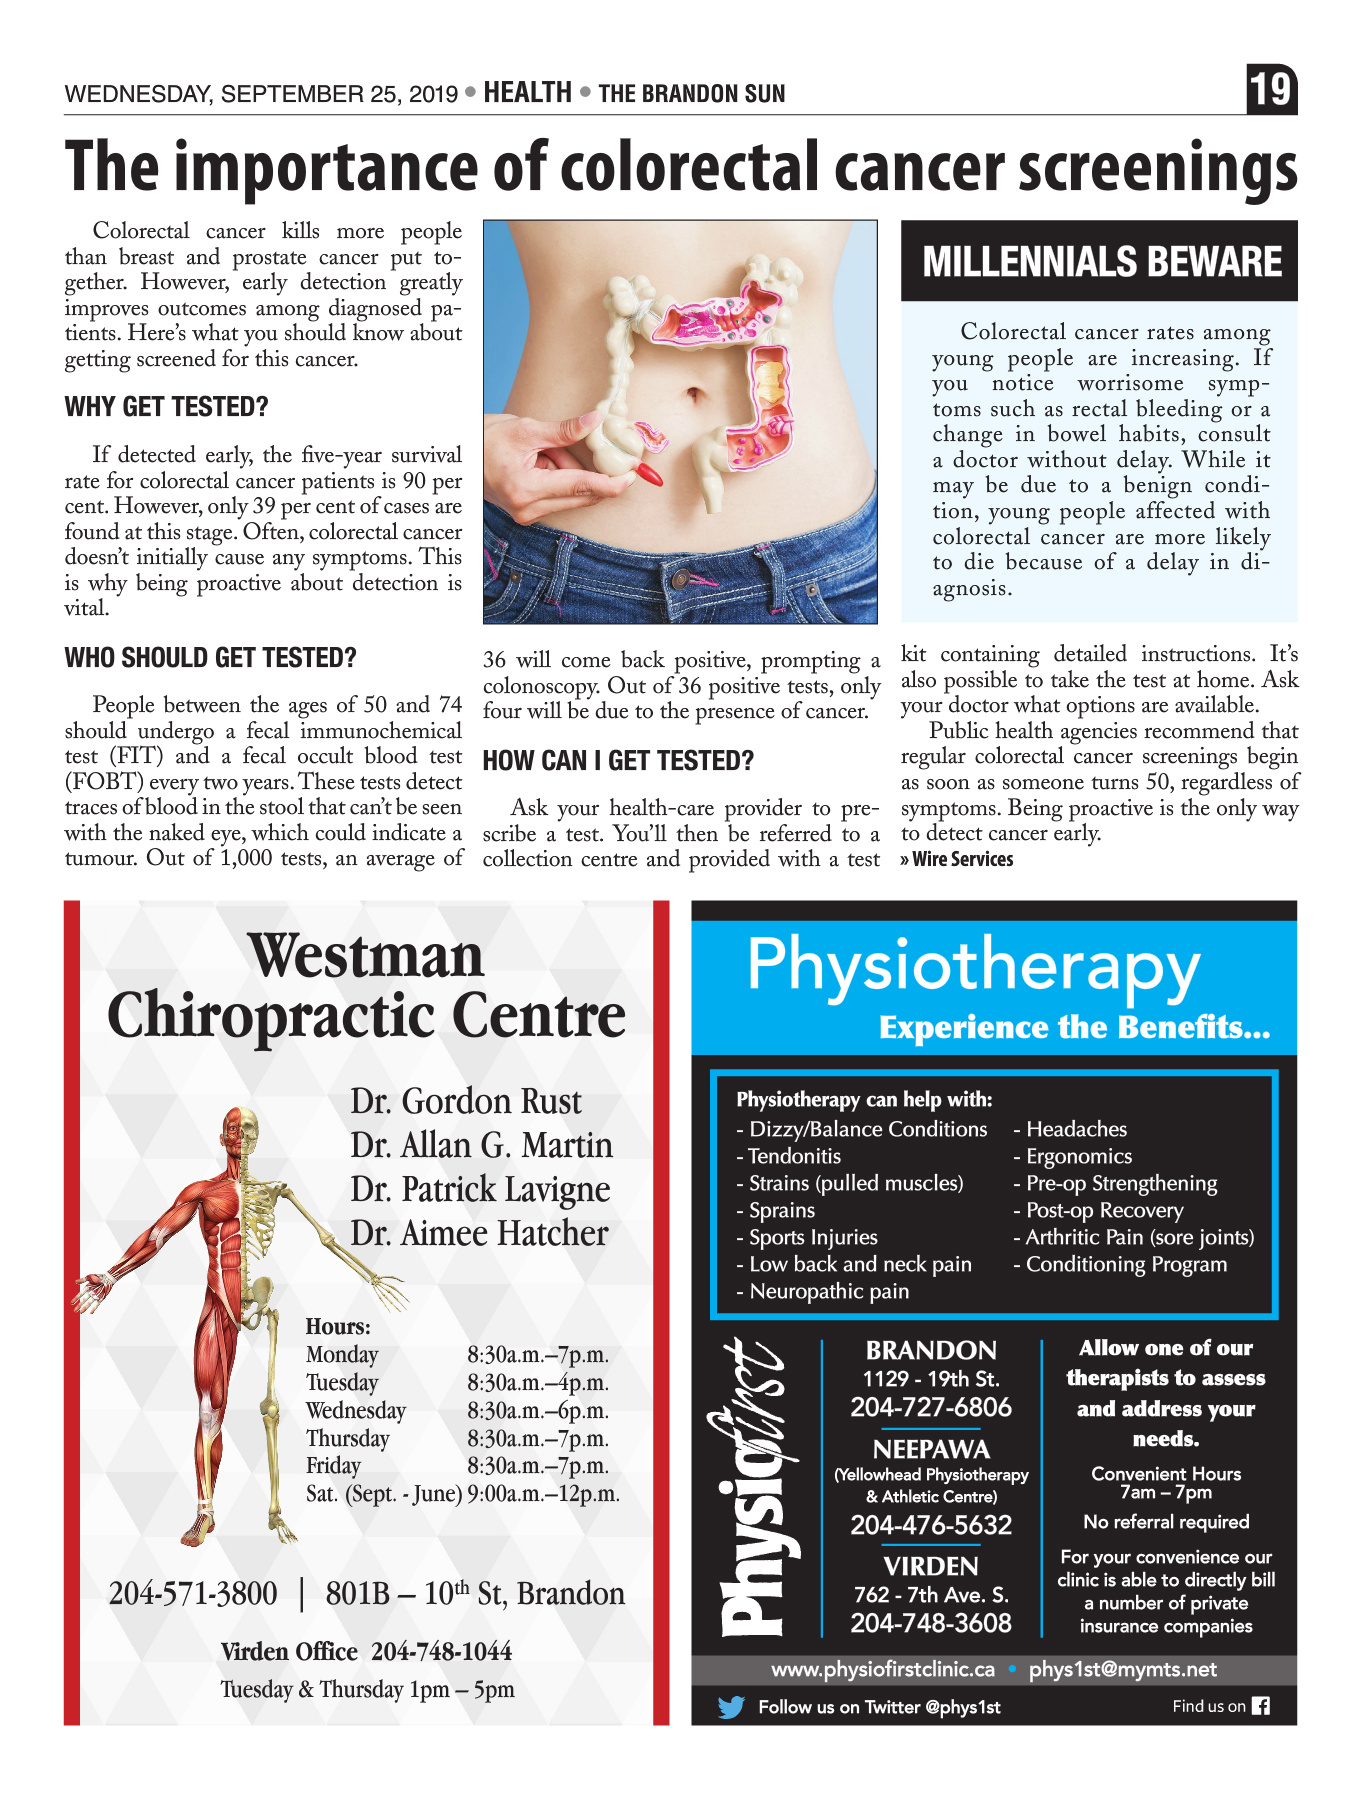 WEDNESDAY, SEPTEMBER 25, 2019 • HEALTH • THE BRANDON SUN
19
The importance of colorectal cancer screenings
Colorectal cancer kills more people
than breast and prostate cancer put to-
gether. However, early detection greatly
improves outcomes among diagnosed pa-
tients. Here's what you should know about
getting screened for this cancer.
WHY GET TESTED?
If detected early, the five-year survival
rate for colorectal cancer patients is 90 per
cent. However, only 39 per cent of cases are
found at this stage. Often, colorectal cancer
doesn't initially cause any symptoms. This
is why being proactive about detection is
vital.
WHO SHOULD GET TESTED?
People between the ages of 50 and 74
should undergo a fecal immunochemical
test (FIT) and a fecal occult blood test
(FOBT) every two years. These tests detect
traces of blood in the stool that can't be seen
with the naked eye, which could indicate a
tumour. Out of 1,000 tests, an average of
36 will come back positive, prompting a
colonoscopy. Out of 36 positive tests, only
four will be due to the presence of cancer.
HOW CAN I GET TESTED?
Ask your health-care provider to pre-
scribe a test. You'll then be referred to a
collection centre and provided with a test
kit containing detailed instructions. It's
also possible to take the test at home. Ask
your doctor what options are available.
Public health agencies recommend that
regular colorectal cancer screenings begin
as soon as someone turns 50, regardless of
symptoms. Being proactive is the only way
to detect cancer early.
» Wire Services
MILLENNIALS BEWARE
Colorectal cancer rates among
young people are increasing. If
you notice worrisome symp-
toms such as rectal bleeding or a
change in bowel habits, consult
a doctor without delay. While it
may be due to a benign condi-
tion, young people affected with
colorectal cancer are more likely
to die because of a delay in di-
agnosis.
Westman
Chiropractic Centre
Dr. Gordon Rust
Dr. Allan G. Martin
Dr. Patrick Lavigne
Dr. Aimee Hatcher
Hours:
Monday 8:30a.m.–7p.m.
Tuesday 8:30a.m.–4p.m.
Wednesday 8:30a.m.–6p.m.
Thursday 8:30a.m.–7p.m.
Friday 8:30a.m.–7p.m.
Sat. (Sept. - June) 9:00a.m.–12p.m.
204-571-3800 | 801B – 10th St, Brandon
Virden Office 204-748-1044
Tuesday & Thursday 1pm – 5pm
Physiotherapy
Experience the Benefits...
Physiotherapy can help with:
- Dizzy/Balance Conditions
- Tendonitis
- Strains (pulled muscles)
- Sprains
- Sports Injuries
- Low back and neck pain
- Neuropathic pain
- Headaches
- Ergonomics
- Pre-op Strengthening
- Post-op Recovery
- Arthritic Pain (sore joints)
- Conditioning Program
Physiofirst
BRANDON
1129 - 19th St.
204-727-6806
NEEPAWA
(Yellowhead Physiotherapy
& Athletic Centre)
204-476-5632
VIRDEN
762 - 7th Ave. S.
204-748-3608
Allow one of our
therapists to assess
and address your
needs.
Convenient Hours
7am – 7pm
No referral required
For your convenience our
clinic is able to directly bill
a number of private
insurance companies
www.physiofirstclinic.ca • phys1st@mymts.net
Follow us on Twitter @phys1st
Find us on